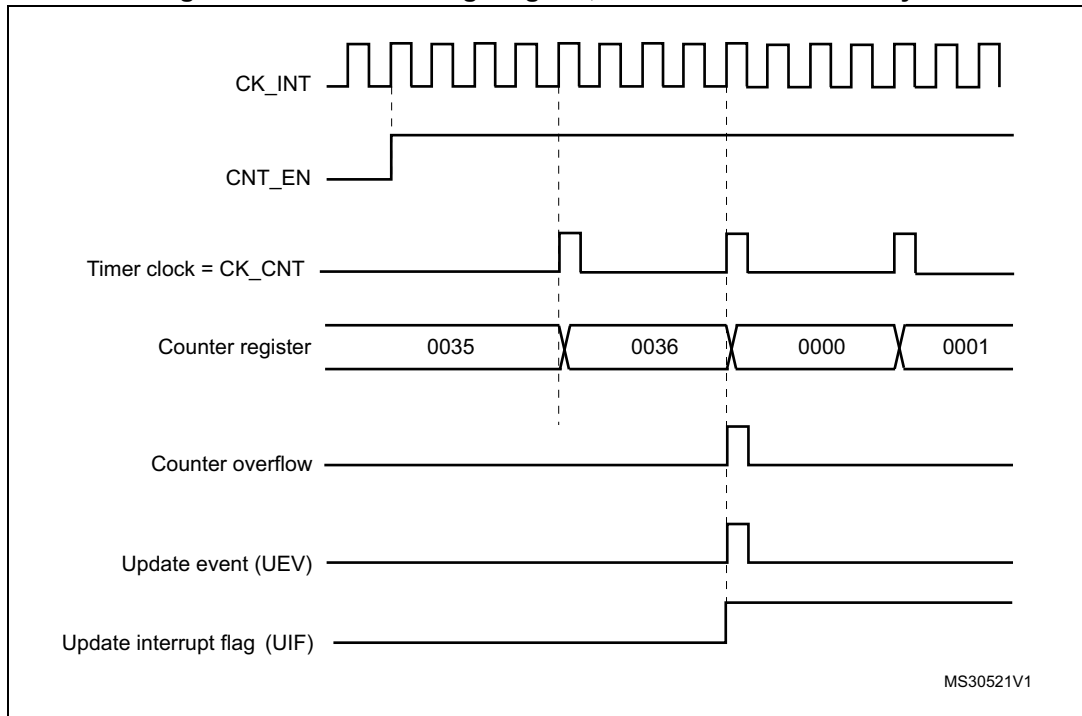 CK_INT
CNT_EN
Timer clock = CK_CNT
Counter register 0035 0036 0000 0001
Counter overflow
Update event (UEV)
Update interrupt flag (UIF)
MS30521V1